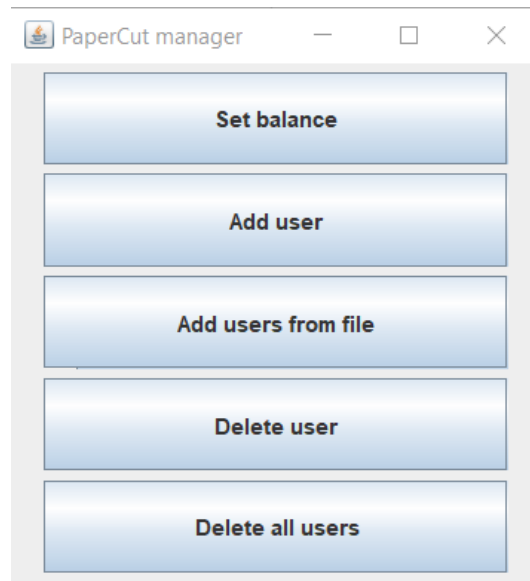 PaperCut manager
Set balance
Add user
Add users from file
Delete user
Delete all users